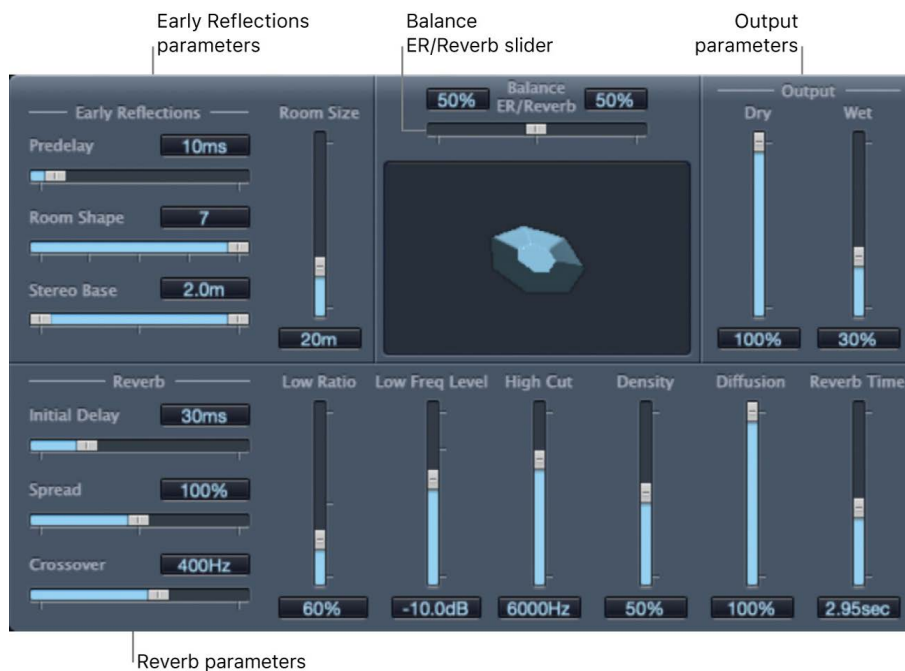 Early Reflections
parameters
Balance
ER/Reverb slider
Output
parameters
Early Reflections
Predelay 10ms
Room Shape 7
Stereo Base 2.0m
Room Size
20m
50% Balance
ER/Reverb 50%
Output
Dry
100%
Wet
30%
Reverb
Initial Delay 30ms
Spread 100%
Crossover 400Hz
Low Ratio
60%
Low Freq Level
-10.0dB
High Cut
6000Hz
Density
50%
Diffusion
100%
Reverb Time
2.95sec
Reverb parameters